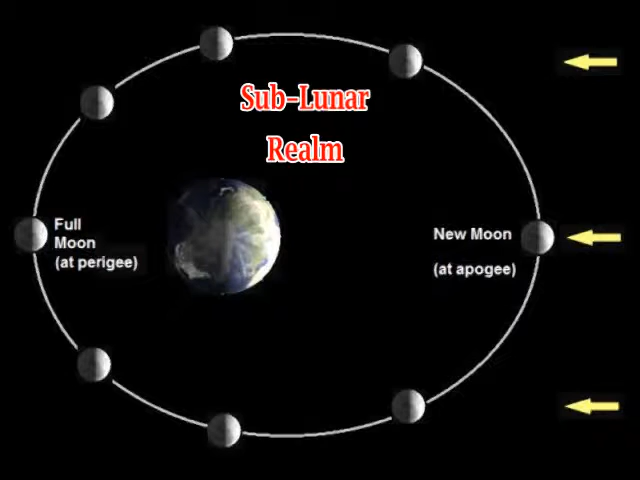 Sub-Lunar
Realm
Full
Moon
(at perigee)
New Moon
(at apogee)